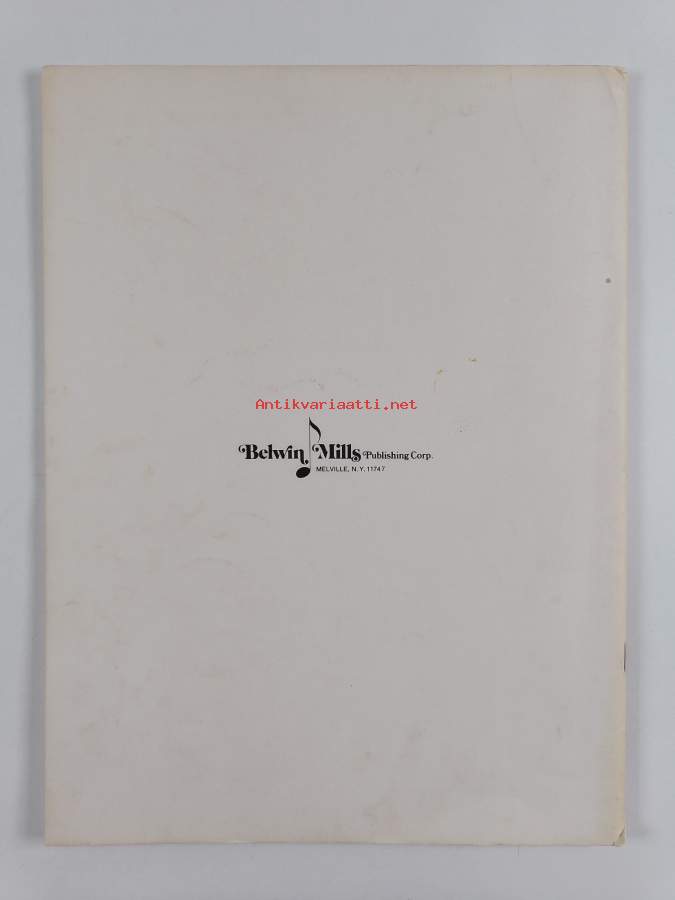 Antikvariaatti.net
Belwin Mills Publishing Corp.
MELVILLE, N.Y. 11747